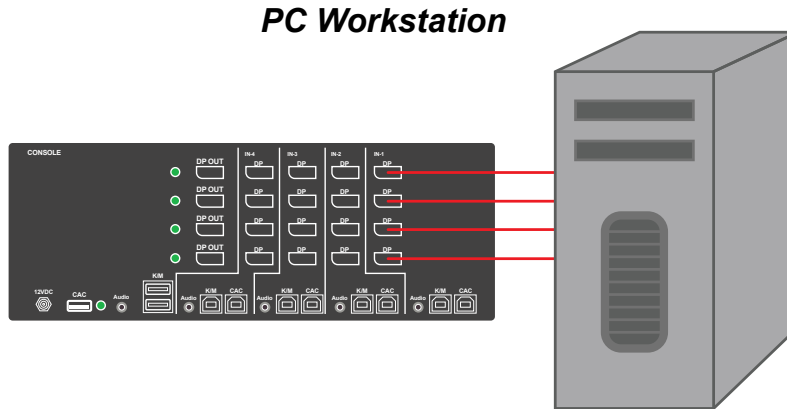 PC Workstation
CONSOLE
IN-4 IN-3 IN-2 IN-1
DP OUT DP DP DP DP
DP OUT DP DP DP DP
DP OUT DP DP DP DP
DP OUT DP DP DP DP
K/M
12VDC CAC Audio Audio K/M CAC Audio K/M CAC Audio K/M CAC Audio K/M CAC